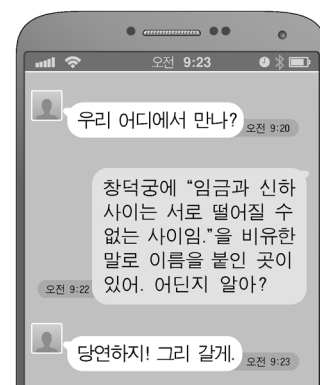 오전 9:23
우리 어디에서 만나?
오전 9:20
창덕궁에 “임금과 신하
사이는 서로 떨어질 수
없는 사이임.”을 비유한
말로 이름을 붙인 곳이
있어. 어딘지 알아?
오전 9:22
당연하지! 그리 갈게.
오전 9:23